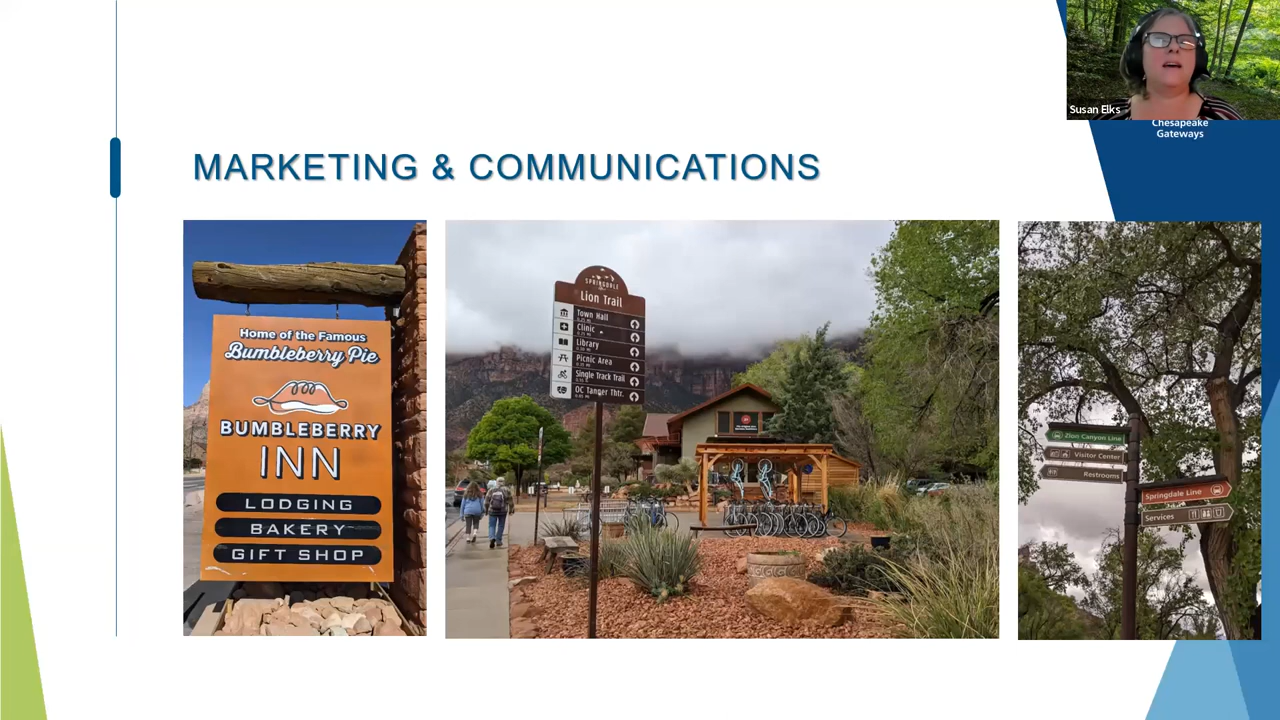 Susan Elks
Chesapeake
Gateways
MARKETING & COMMUNICATIONS
Home of the Famous
Bumbleberry Pie
BUMBLEBERRY
INN
LODGING
BAKERY
GIFT SHOP
SPRINGDALE
Lion Trail
Town Hall
Clinic
Library
Picnic Area
Single Track Trail
OC Tanner Thtr.
Zion Canyon Line
Visitor Center
Restrooms
Springdale Line
Services